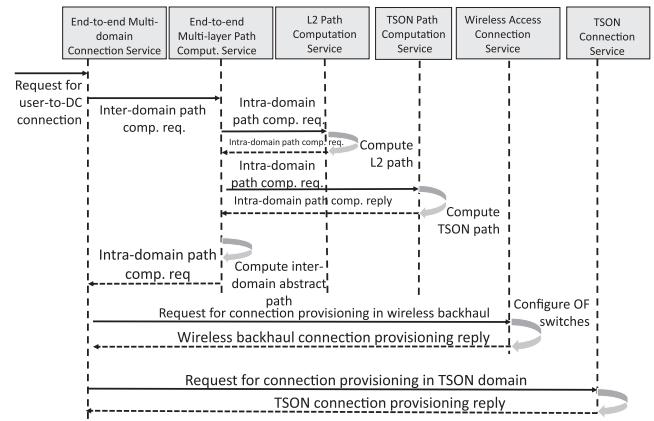 End-to-end Multi-
domain
Connection Service
End-to-end
Multi-layer Path
Comput. Service
L2 Path
Computation
Service
TSON Path
Computation
Service
Wireless Access
Connection
Service
TSON
Connection
Service
Request for
user-to-DC
connection
Inter-domain path
comp. req.
Intra-domain
path comp. req.
Intra-domain path comp. req.
Compute
L2 path
Intra-domain
path comp. req.
Intra-domain path comp. reply
Compute
TSON path
Intra-domain path
comp. req
Compute inter-
domain abstract
path
Request for connection provisioning in wireless backhaul
Configure OF
switches
Wireless backhaul connection provisioning reply
Request for connection provisioning in TSON domain
TSON connection provisioning reply